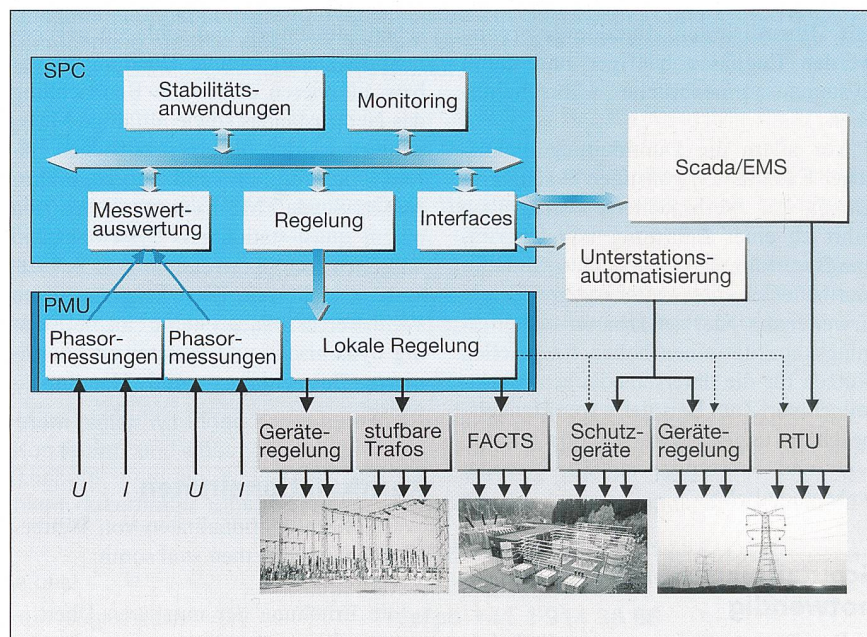 SPC
Stabilitäts-
anwendungen
Monitoring
Messwert-
auswertung
Regelung
Interfaces
Scada/EMS
Unterstations-
automatisierung
PMU
Phasor-
messungen
Phasor-
messungen
Lokale Regelung
Geräte-
regelung
stufbare
Trafos
FACTS
Schutz-
geräte
Geräte-
regelung
RTU
U I U I